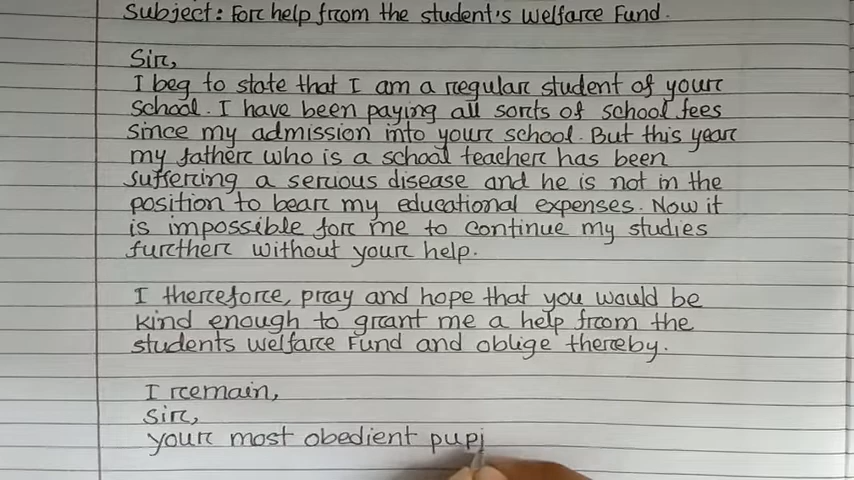 Subject: For help from the student's Welfare Fund.
Sir,
I beg to state that I am a regular student of your
school. I have been paying all sorts of school fees
since my admission into your school. But this year
my father who is a school teacher has been
suffering a serious disease and he is not in the
position to bear my educational expenses. Now it
is impossible for me to continue my studies
further without your help.
I therefore, pray and hope that you would be
kind enough to grant me a help from the
students Welfare Fund and oblige thereby.
I remain,
Sir,
your most obedient pupi